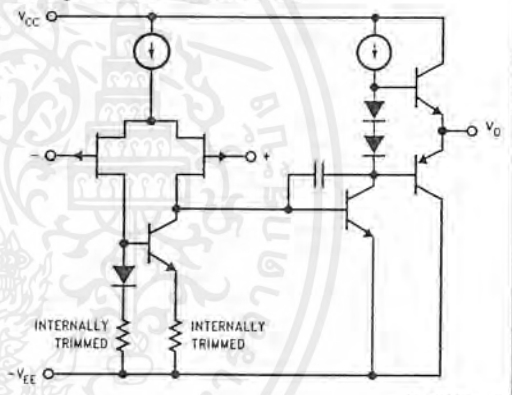 VCC
-
+
VO
INTERNALLY
TRIMMED
INTERNALLY
TRIMMED
-VEE